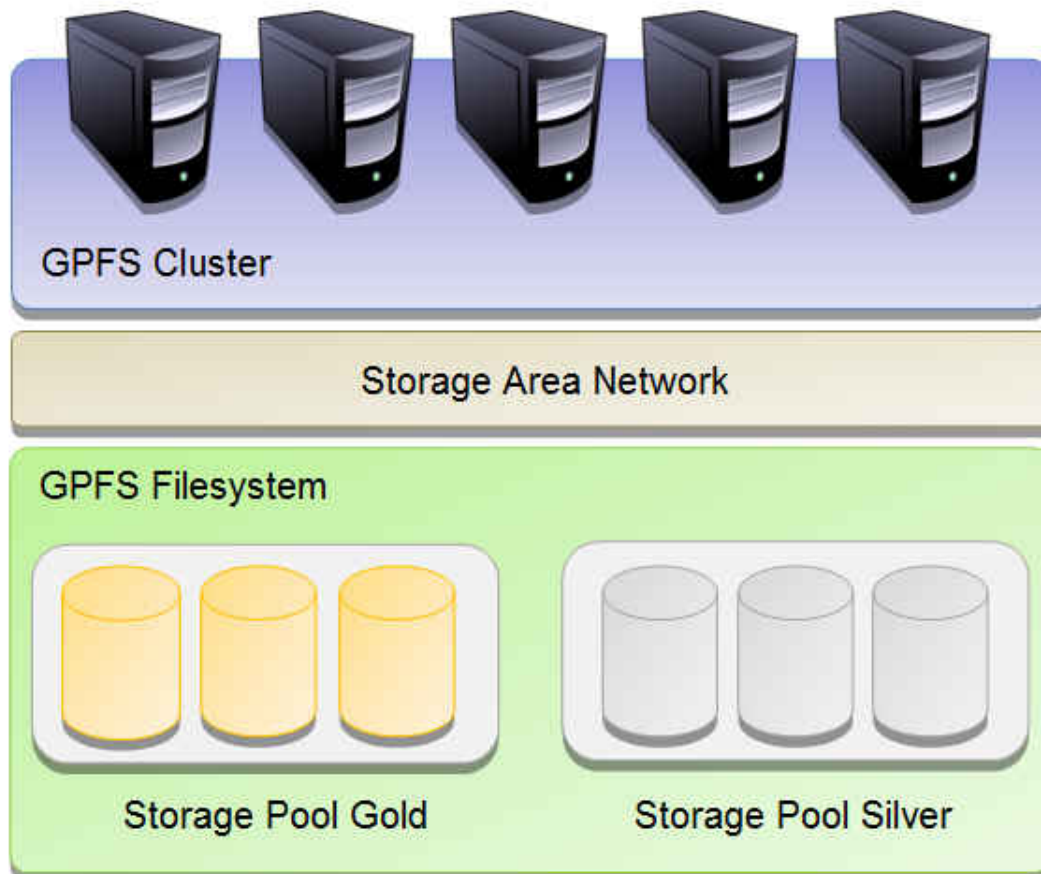 GPFS Cluster
Storage Area Network
GPFS Filesystem
Storage Pool Gold
Storage Pool Silver